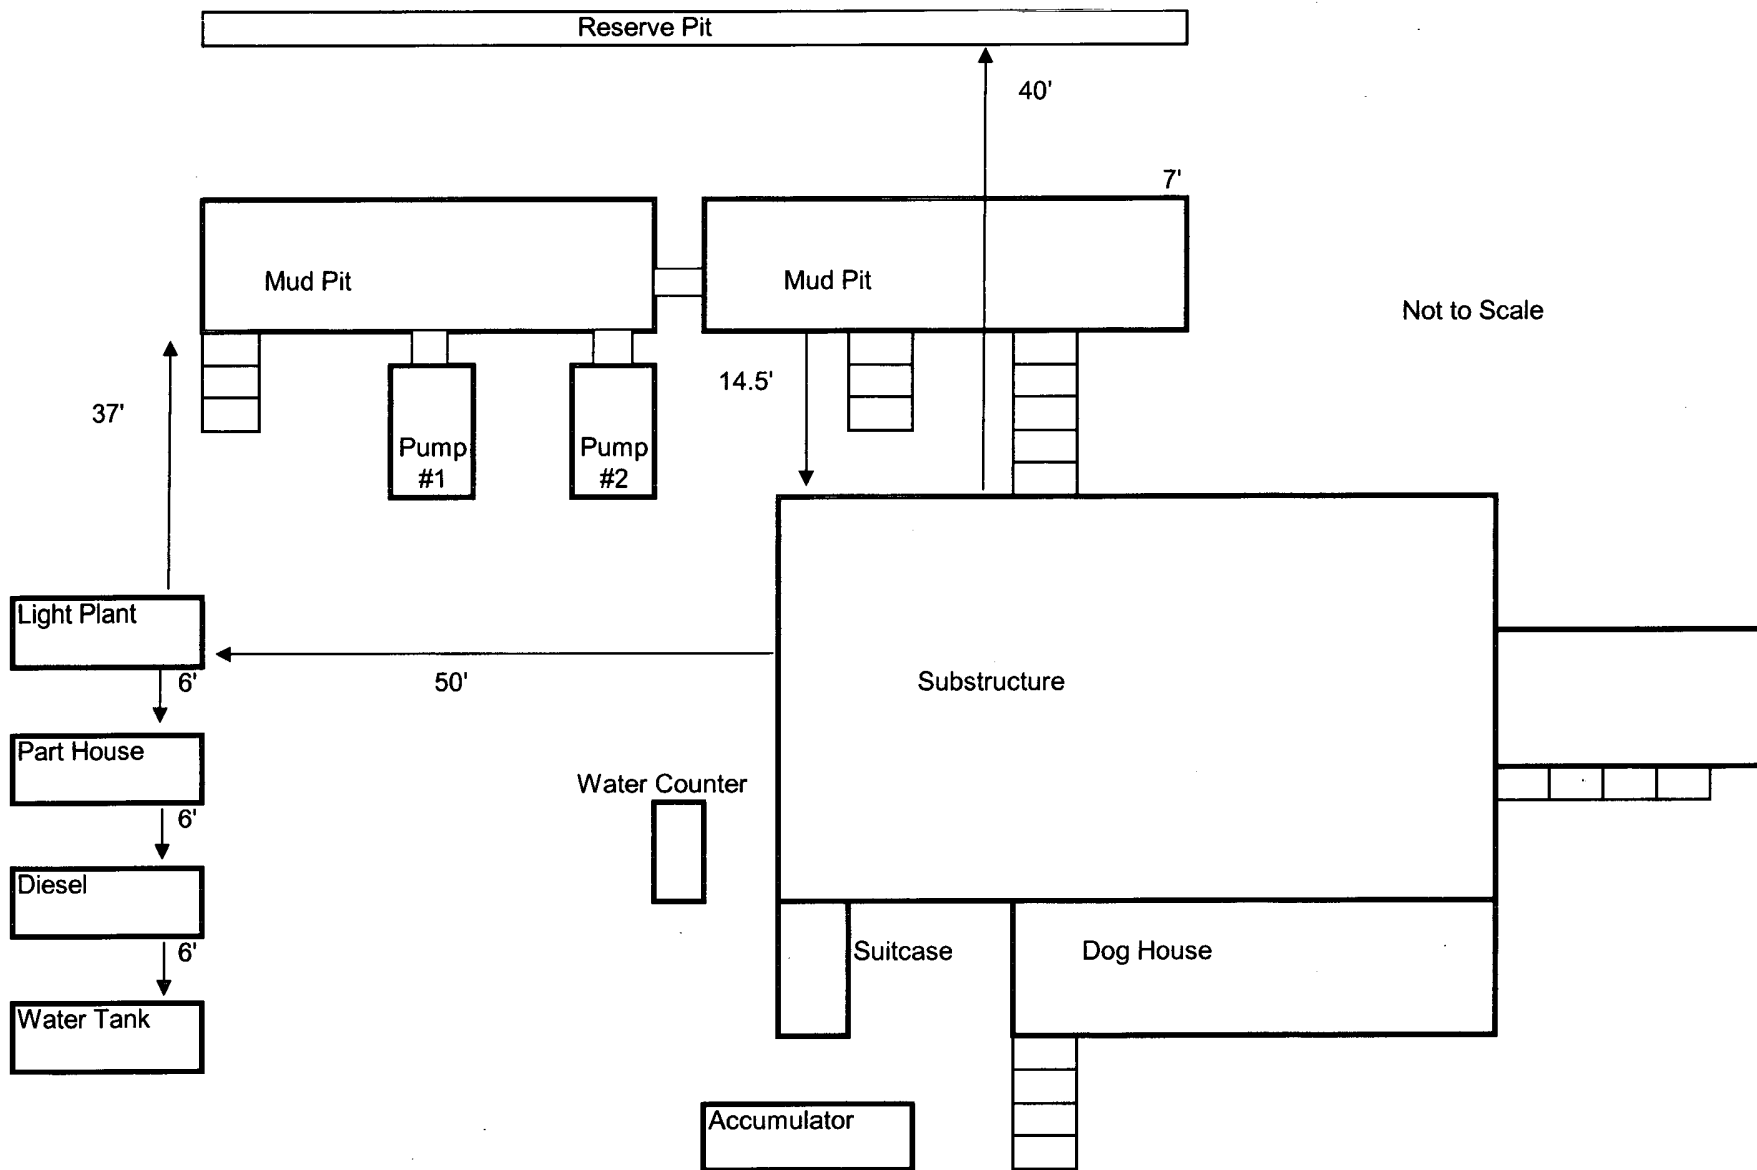 Reserve Pit
40'
7'
Mud Pit
Mud Pit
Not to Scale
14.5'
37'
Pump
#1
Pump
#2
Light Plant
6'
50'
Substructure
Part House
Water Counter
6'
Diesel
6'
Suitcase
Dog House
Water Tank
Accumulator